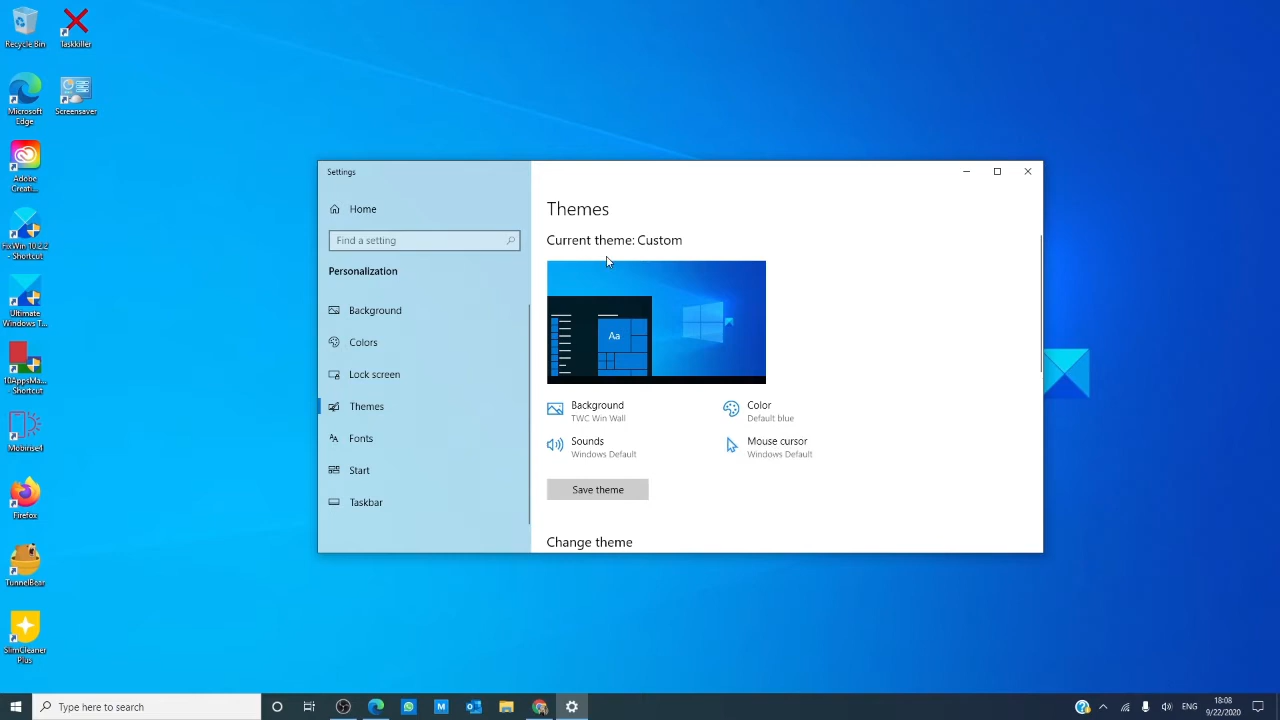 Recycle Bin
Taskkiller
Microsoft
Edge
Screensaver
Adobe
Creati...
FixWin 10.2.2
- Shortcut
Ultimate
Windows T...
10AppsMa...
- Shortcut
Mobirise4
Firefox
TunnelBear
SlimCleaner
Plus
Settings
Home
Find a setting
Personalization
Background
Colors
Lock screen
Themes
Fonts
Start
Taskbar
Themes
Current theme: Custom
Aa
Background
TWC Win Wall
Color
Default blue
Sounds
Windows Default
Mouse cursor
Windows Default
Save theme
Change theme
Type here to search
M
ENG
18:08
9/22/2020